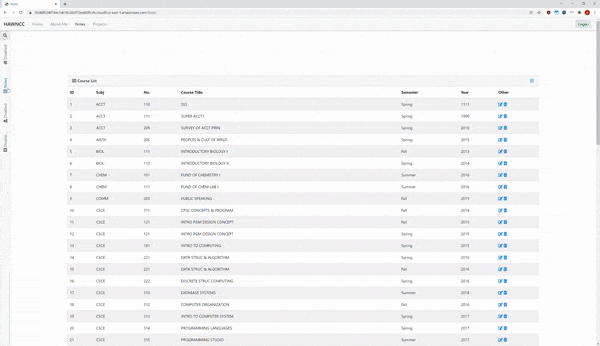 HAWNCC Home About Me Notes Projects Login
Disabled
Notes
Disabled
Course List
ID Subj No. Course Title Semester Year Other
1 ACCT 110 Spring 1111
2 ACCT 111 SUPER ACCT I Spring 1990
3 ACCT 205 SURVEY OF ACCT PRIN Spring 2010
4 ANTH 205 PEOPLES & CULT OF WRLD Spring 2015
5 BIOL 111 INTRODUCTORY BIOLOGY I Fall 2013
6 BIOL 112 INTRODUCTORY BIOLOGY II Spring 2014
7 CHEM 101 FUND OF CHEMISTRY I Summer 2016
8 CHEM 111 FUND OF CHEM LAB I Summer 2016
9 COMM 203 PUBLIC SPEAKING Fall 2015
10 CSCE 111 CPSC CONCEPTS & PROGRAM Fall 2014
11 CSCE 121 INTRO PGM DESIGN CONCEPT Fall 2015
12 CSCE 121 INTRO PGM DESIGN CONCEPT Spring 2015
13 CSCE 181 INTRO TO COMPUTING Spring 2015
14 CSCE 221 DATA STRUC & ALGORITHM Spring 2016
15 CSCE 221 DATA STRUC & ALGORITHM Fall 2016
16 CSCE 222 DISCRETE STRUC COMPUTING Spring 2016
17 CSCE 310 DATABASE SYSTEMS Summer 2018
18 CSCE 312 COMPUTER ORGANIZATION Fall 2016
19 CSCE 313 INTRO TO COMPUTER SYSTEM Spring 2017
20 CSCE 314 PROGRAMMING LANGUAGES Spring 2017
21 CSCE 315 PROGRAMMING STUDIO Summer 2017